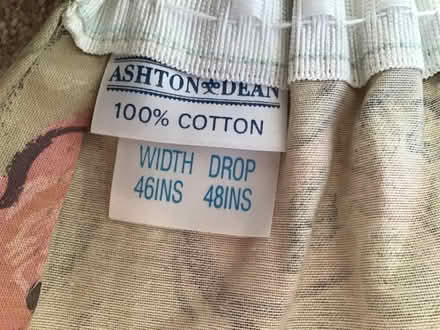 ASHTON DEAN
100% COTTON
WIDTH DROP
46INS 48INS